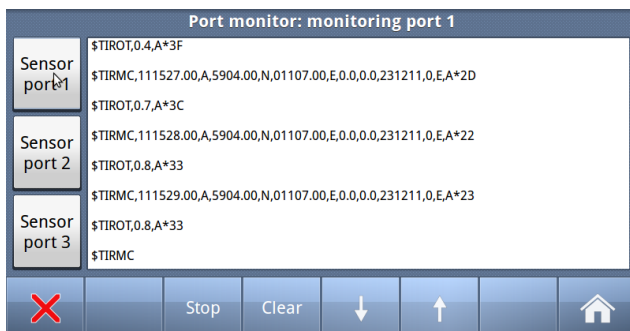 Port monitor: monitoring port 1
Sensor
port 1
Sensor
port 2
Sensor
port 3
$TIROT,0.4,A*3F
$TIRMC,111527.00,A,5904.00,N,01107.00,E,0.0,0.0,231211,0,E,A*2D
$TIROT,0.7,A*3C
$TIRMC,111528.00,A,5904.00,N,01107.00,E,0.0,0.0,231211,0,E,A*22
$TIROT,0.8,A*33
$TIRMC,111529.00,A,5904.00,N,01107.00,E,0.0,0.0,231211,0,E,A*23
$TIROT,0.8,A*33
$TIRMC
Stop
Clear